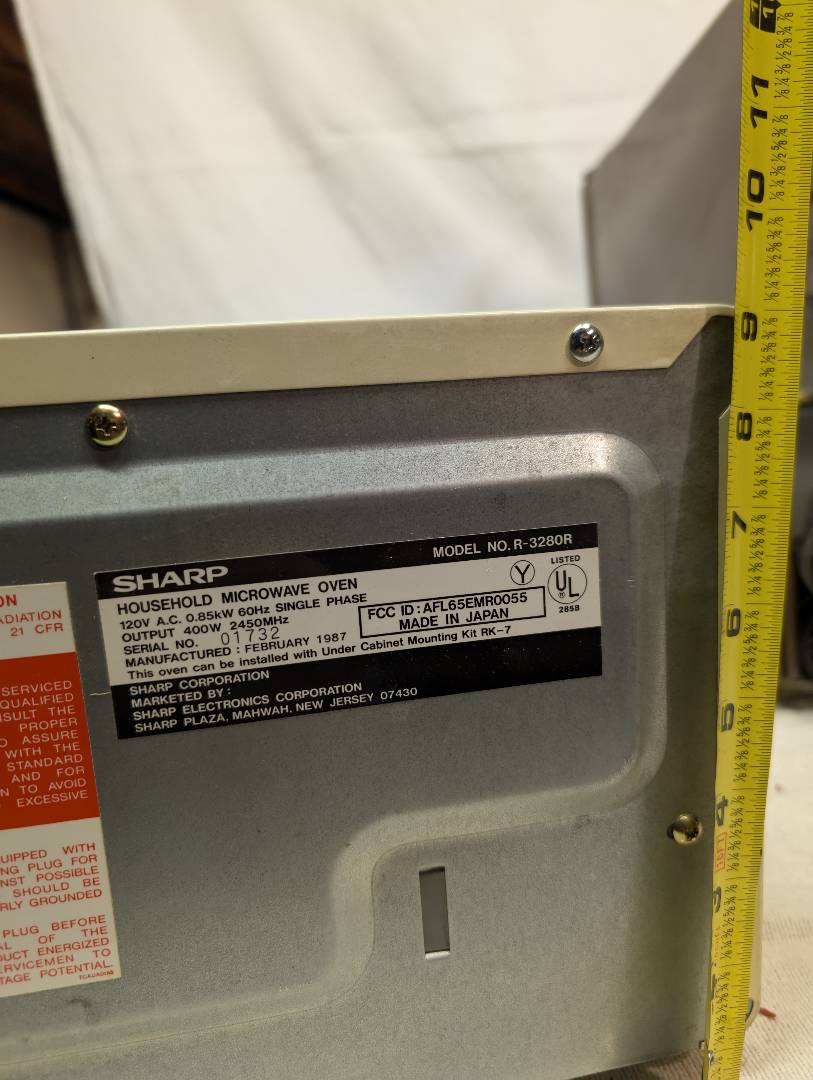 11
10
9
8
7
6
5
4
3
SHARP
MODEL NO. R-3280R
HOUSEHOLD MICROWAVE OVEN
120V A.C. 0.85kW 60Hz SINGLE PHASE
OUTPUT 400W 2450MHz
SERIAL NO. 01732
MANUFACTURED : FEBRUARY 1987
This oven can be installed with Under Cabinet Mounting Kit RK-7
FCC ID : AFL65EMR0055
MADE IN JAPAN
Y
LISTED
UL
285B
SHARP CORPORATION
MARKETED BY :
SHARP ELECTRONICS CORPORATION
SHARP PLAZA, MAHWAH, NEW JERSEY 07430
ON
ADIATION
21 CFR
SERVICED
QUALIFIED
NSULT THE
PROPER
O ASSURE
WITH THE
STANDARD
AND FOR
N TO AVOID
EXCESSIVE
UIPPED WITH
NG PLUG FOR
NST POSSIBLE
SHOULD BE
RLY GROUNDED
PLUG BEFORE
AL OF THE
DUCT ENERGIZED
ERVICEMEN TO
TAGE POTENTIAL.